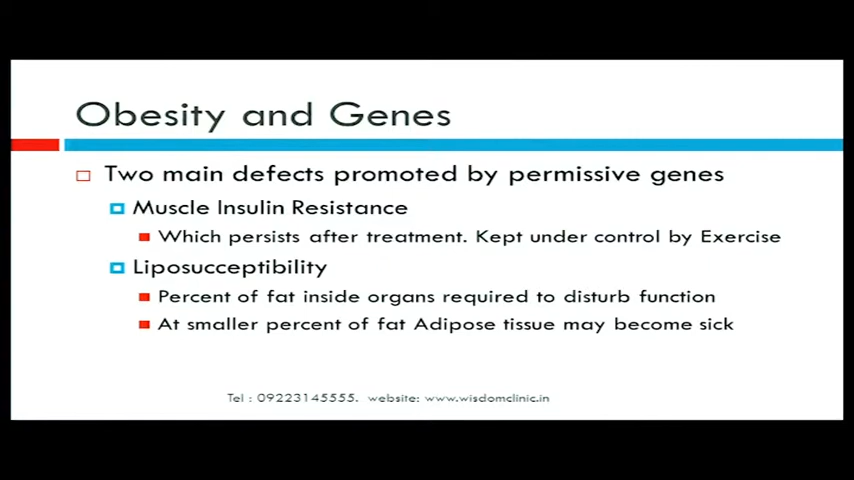 Obesity and Genes
Two main defects promoted by permissive genes
Muscle Insulin Resistance
Which persists after treatment. Kept under control by Exercise
Liposucceptibility
Percent of fat inside organs required to disturb function
At smaller percent of fat Adipose tissue may become sick
Tel : 09223145555. website: www.wisdomclinic.in